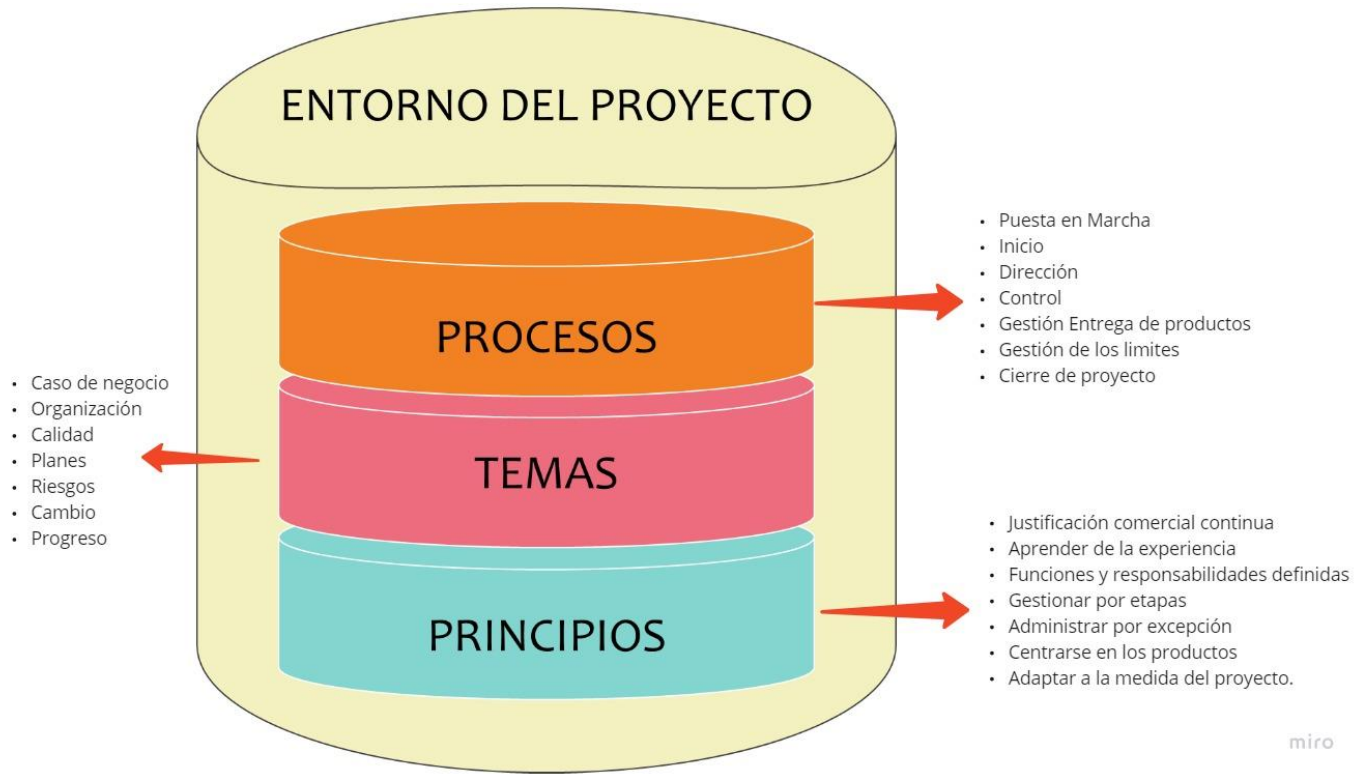 ENTORNO DEL PROYECTO
PROCESOS
• Puesta en Marcha
• Inicio
• Dirección
• Control
• Gestión Entrega de productos
• Gestión de los limites
• Cierre de proyecto
TEMAS
• Caso de negocio
• Organización
• Calidad
• Planes
• Riesgos
• Cambio
• Progreso
PRINCIPIOS
• Justificación comercial continua
• Aprender de la experiencia
• Funciones y responsabilidades definidas
• Gestionar por etapas
• Administrar por excepción
• Centrarse en los productos
• Adaptar a la medida del proyecto.
miro